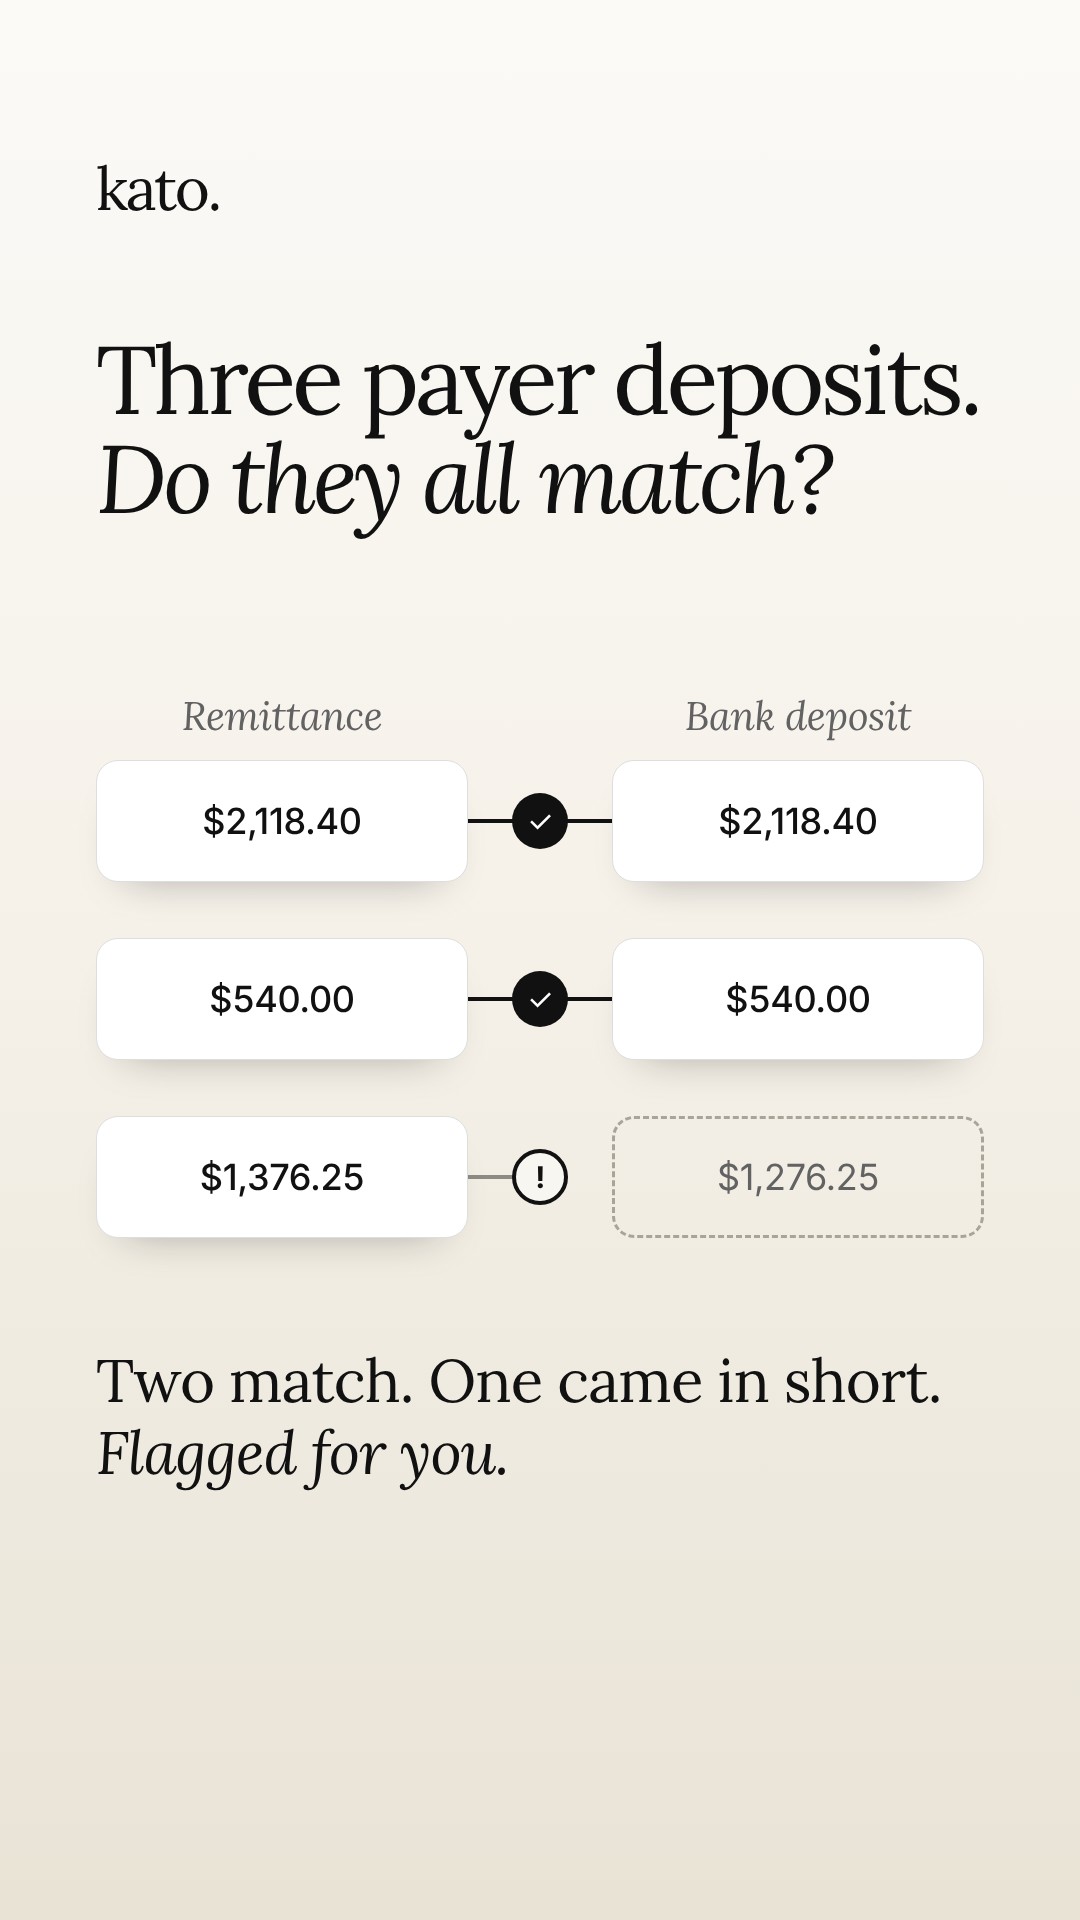 kato.
Three payer deposits.
Do they all match?
Remittance
Bank deposit
$2,118.40
$2,118.40
$540.00
$540.00
$1,376.25
!
$1,276.25
Two match. One came in short.
Flagged for you.